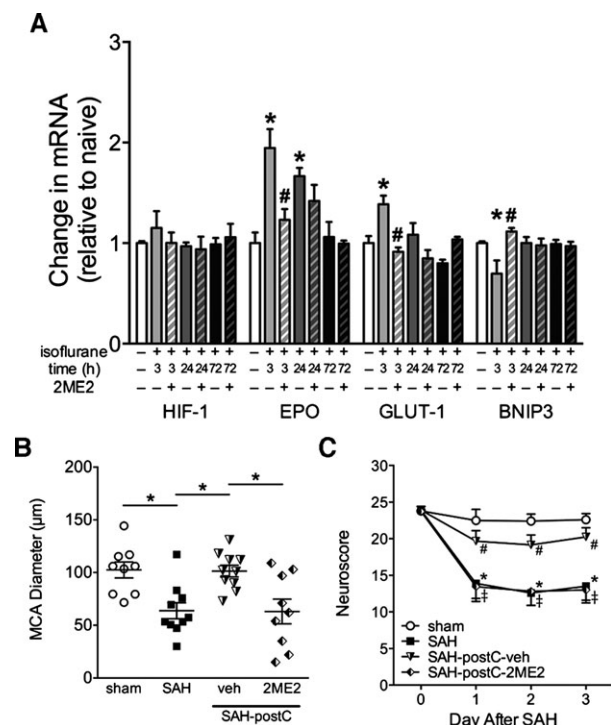 A
3
2
1
0
Change in mRNA
(relative to naive)
* # * * # * #
isoflurane – + + + + + + – + + + + + + – + + + + + + – + + + + + +
time (h) – 3 3 24 24 72 72 – 3 3 24 24 72 72 – 3 3 24 24 72 72 – 3 3 24 24 72 72
2ME2 – – + – + – + – – + – + – + – – + – + – + – – + – + – +
HIF-1 EPO GLUT-1 BNIP3
B
200
150
100
50
0
MCA Diameter (µm)
* * *
sham SAH veh 2ME2
SAH-postC
C
30
25
20
15
10
5
0
Neuroscore
# # #
* * *
‡ ‡ ‡
sham
SAH
SAH-postC-veh
SAH-postC-2ME2
0 1 2 3
Day After SAH